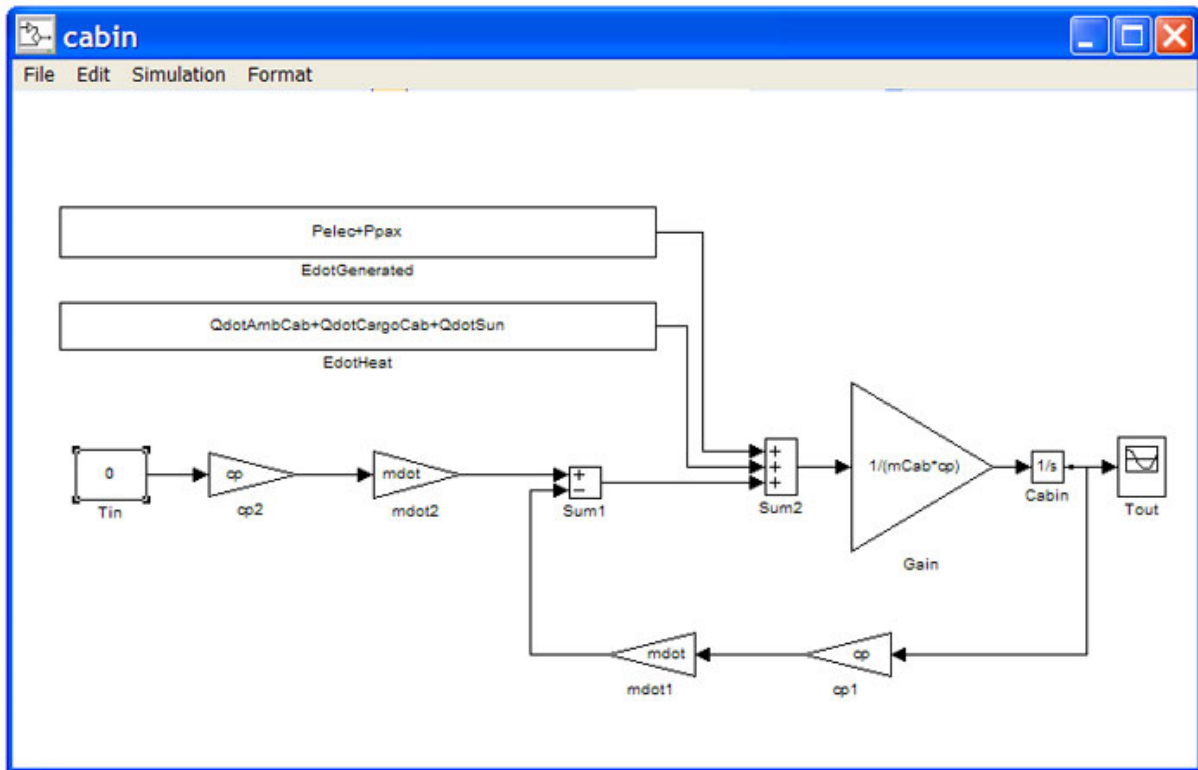 cabin
File Edit Simulation Format
Pelec+Ppax
EdotGenerated
QdotAmbCab+QdotCargoCab+QdotSun
EdotHeat
0
Tin
cp
cp2
mdot
mdot2
+
−
Sum1
+
+
+
Sum2
1/(mCab*cp)
Gain
1/s
Cabin
Tout
mdot
mdot1
cp
cp1